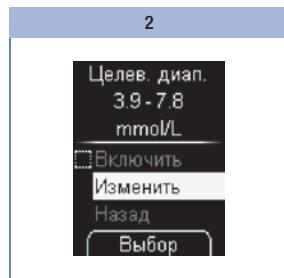 2
Целев. диап.
3.9 - 7.8
mmol/L
Включить
Изменить
Назад
Выбор